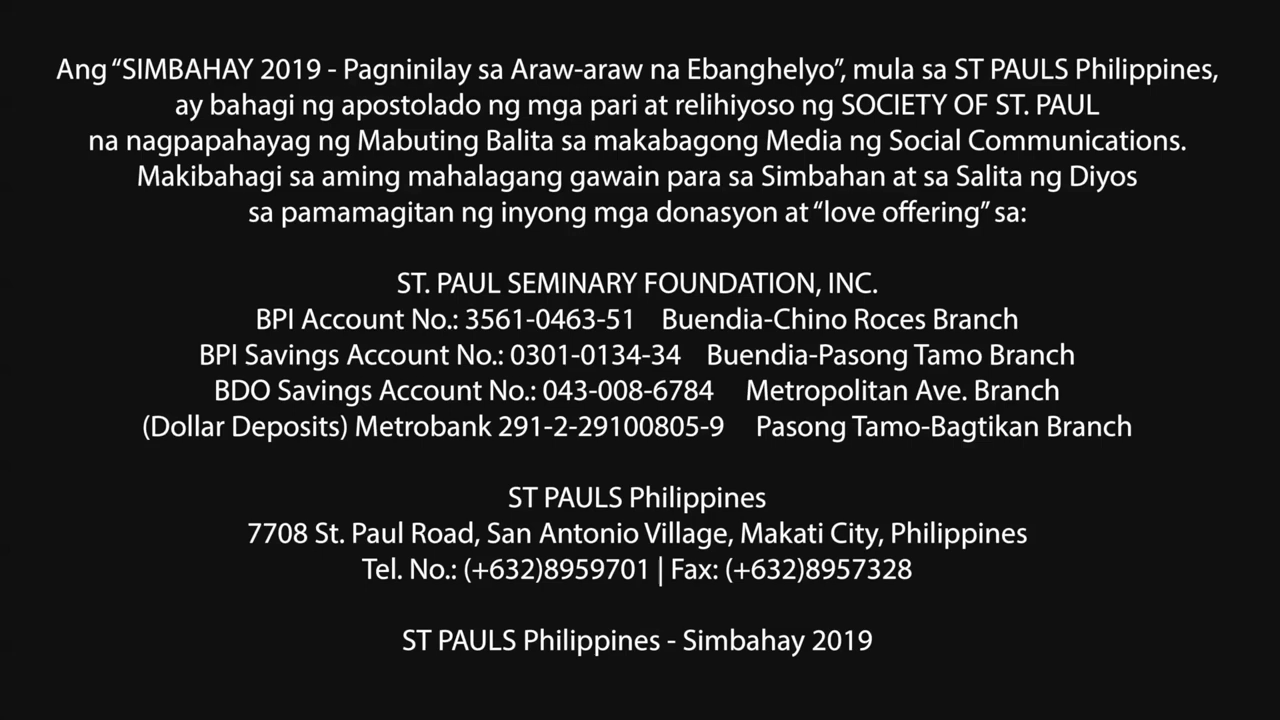 Ang “SIMBAHAY 2019 - Pagninilay sa Araw-araw na Ebanghelyo”, mula sa ST PAULS Philippines,
ay bahagi ng apostolado ng mga pari at relihiyoso ng SOCIETY OF ST. PAUL
na nagpapahayag ng Mabuting Balita sa makabagong Media ng Social Communications.
Makibahagi sa aming mahalagang gawain para sa Simbahan at sa Salita ng Diyos
sa pamamagitan ng inyong mga donasyon at “love offering” sa:
ST. PAUL SEMINARY FOUNDATION, INC.
BPI Account No.: 3561-0463-51 Buendia-Chino Roces Branch
BPI Savings Account No.: 0301-0134-34 Buendia-Pasong Tamo Branch
BDO Savings Account No.: 043-008-6784 Metropolitan Ave. Branch
(Dollar Deposits) Metrobank 291-2-29100805-9 Pasong Tamo-Bagtikan Branch
ST PAULS Philippines
7708 St. Paul Road, San Antonio Village, Makati City, Philippines
Tel. No.: (+632)8959701 | Fax: (+632)8957328
ST PAULS Philippines - Simbahay 2019